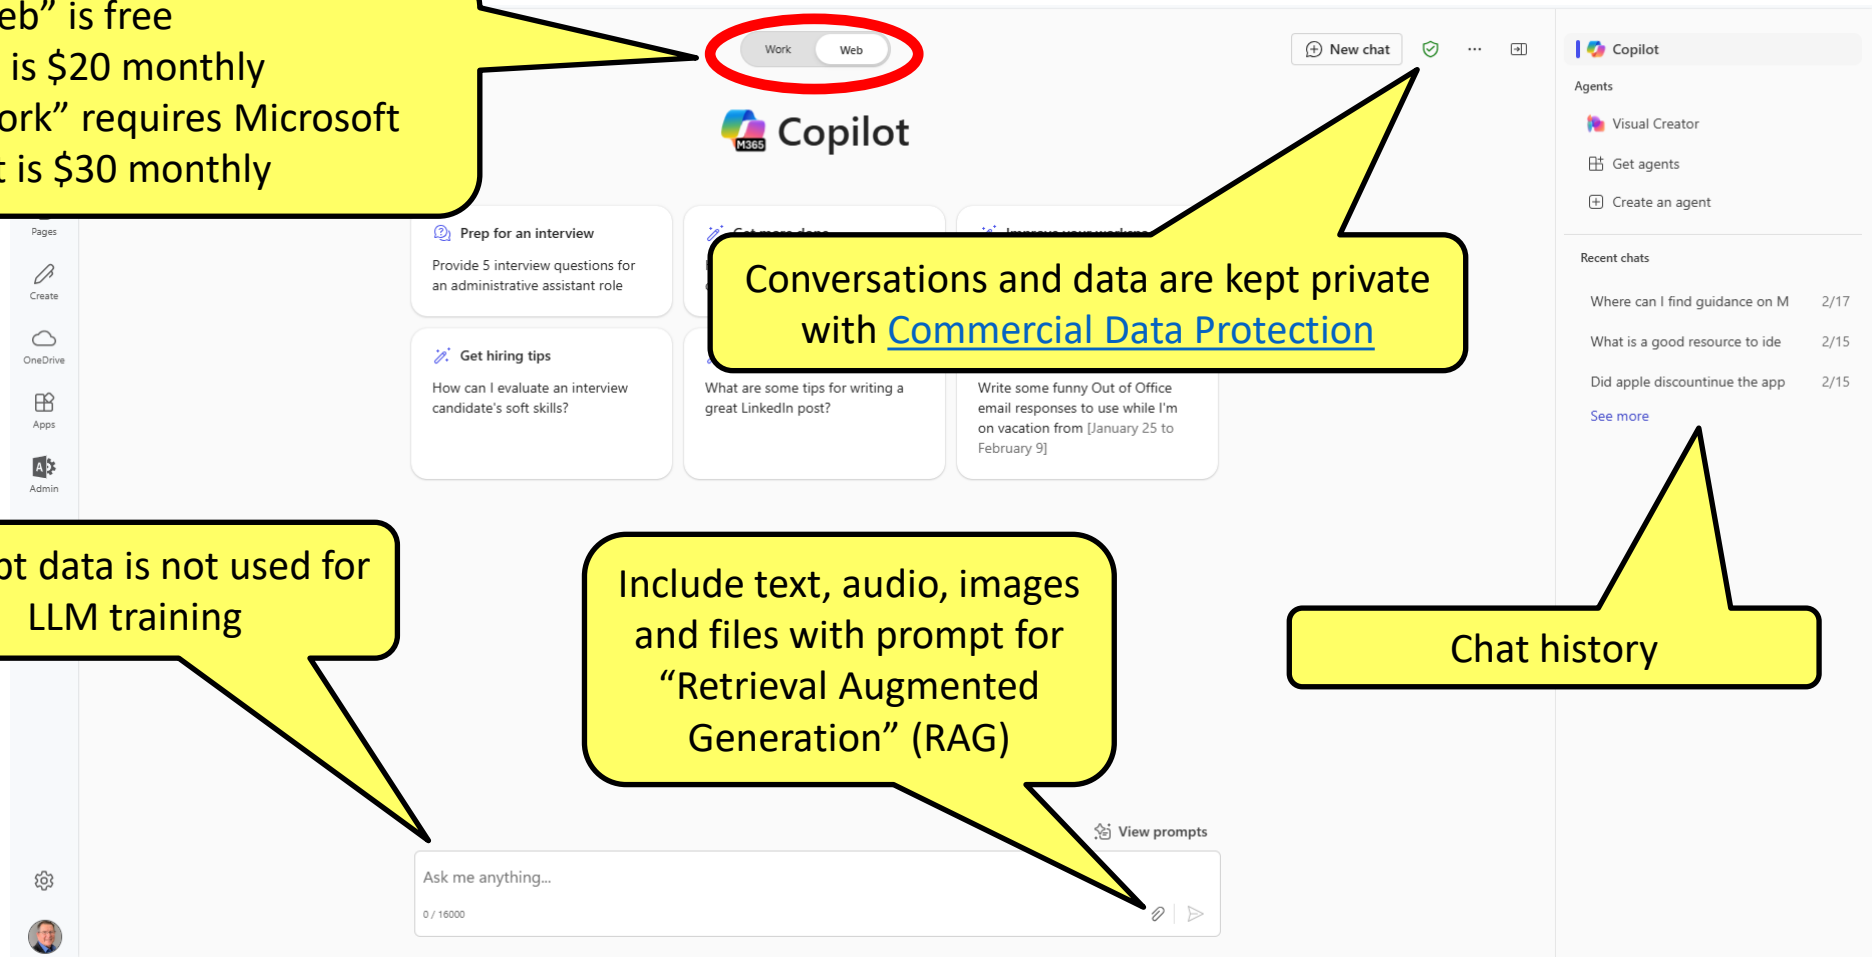 eb” is free
is $20 monthly
ork” requires Microsoft
t is $30 monthly
Work
Web
New chat
M365
Copilot
Pages
Create
OneDrive
Apps
Admin
Prep for an interview
Provide 5 interview questions for
an administrative assistant role
Get hiring tips
How can I evaluate an interview
candidate's soft skills?
What are some tips for writing a
great LinkedIn post?
Write some funny Out of Office
email responses to use while I'm
on vacation from [January 25 to
February 9]
Conversations and data are kept private
with Commercial Data Protection
Copilot
Agents
Visual Creator
Get agents
Create an agent
Recent chats
Where can I find guidance on M 2/17
What is a good resource to ide 2/15
Did apple discountinue the app 2/15
See more
pt data is not used for
LLM training
Include text, audio, images
and files with prompt for
“Retrieval Augmented
Generation” (RAG)
Chat history
View prompts
Ask me anything...
0 / 16000